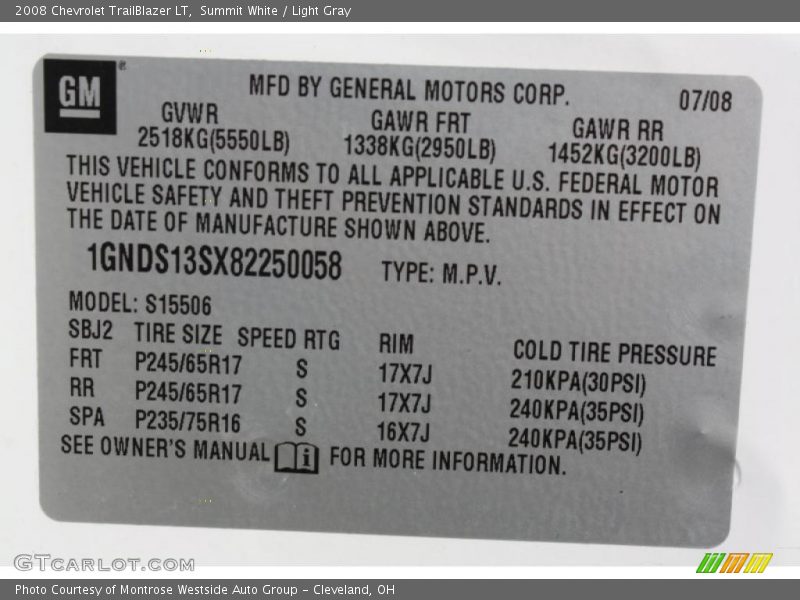 2008 Chevrolet TrailBlazer LT, Summit White / Light Gray
GM®
MFD BY GENERAL MOTORS CORP. 07/08
GVWR GAWR FRT GAWR RR
2518KG(5550LB) 1338KG(2950LB) 1452KG(3200LB)
THIS VEHICLE CONFORMS TO ALL APPLICABLE U.S. FEDERAL MOTOR
VEHICLE SAFETY AND THEFT PREVENTION STANDARDS IN EFFECT ON
THE DATE OF MANUFACTURE SHOWN ABOVE.
1GNDS13SX82250058 TYPE: M.P.V.
MODEL: S15506
SBJ2 TIRE SIZE SPEED RTG RIM COLD TIRE PRESSURE
FRT P245/65R17 S 17X7J 210KPA(30PSI)
RR P245/65R17 S 17X7J 240KPA(35PSI)
SPA P235/75R16 S 16X7J 240KPA(35PSI)
SEE OWNER'S MANUAL i FOR MORE INFORMATION.
GTCARLOT.COM
Photo Courtesy of Montrose Westside Auto Group - Cleveland, OH